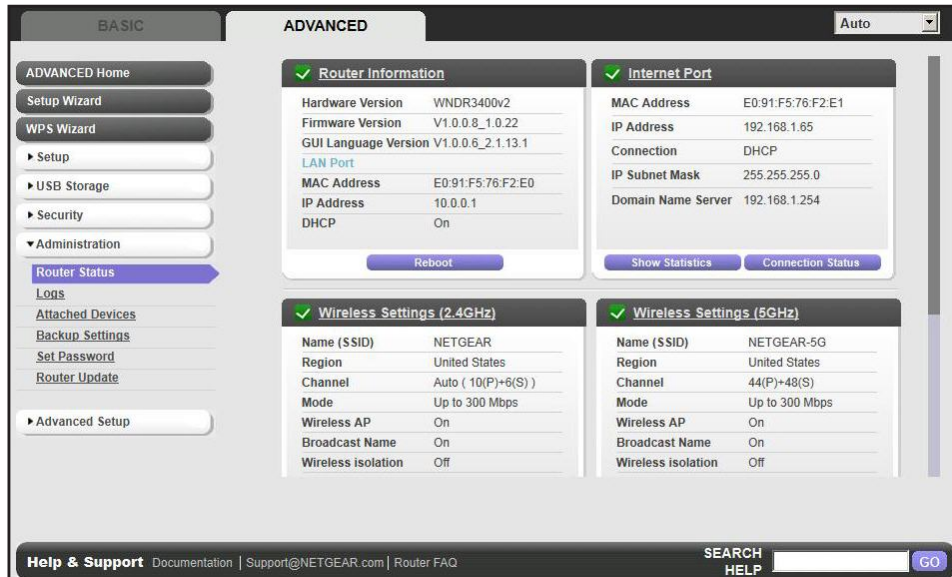 BASIC
ADVANCED
Auto
ADVANCED Home
Setup Wizard
WPS Wizard
Setup
USB Storage
Security
Administration
Router Status
Logs
Attached Devices
Backup Settings
Set Password
Router Update
Advanced Setup
Router Information
Hardware Version WNDR3400v2
Firmware Version V1.0.0.8_1.0.22
GUI Language Version V1.0.0.6_2.1.13.1
LAN Port
MAC Address E0:91:F5:76:F2:E0
IP Address 10.0.0.1
DHCP On
Reboot
Internet Port
MAC Address E0:91:F5:76:F2:E1
IP Address 192.168.1.65
Connection DHCP
IP Subnet Mask 255.255.255.0
Domain Name Server 192.168.1.254
Show Statistics Connection Status
Wireless Settings (2.4GHz)
Name (SSID) NETGEAR
Region United States
Channel Auto ( 10(P)+6(S) )
Mode Up to 300 Mbps
Wireless AP On
Broadcast Name On
Wireless isolation Off
Wireless Settings (5GHz)
Name (SSID) NETGEAR-5G
Region United States
Channel 44(P)+48(S)
Mode Up to 300 Mbps
Wireless AP On
Broadcast Name On
Wireless isolation Off
Help & Support Documentation | Support@NETGEAR.com | Router FAQ
SEARCH
HELP
GO